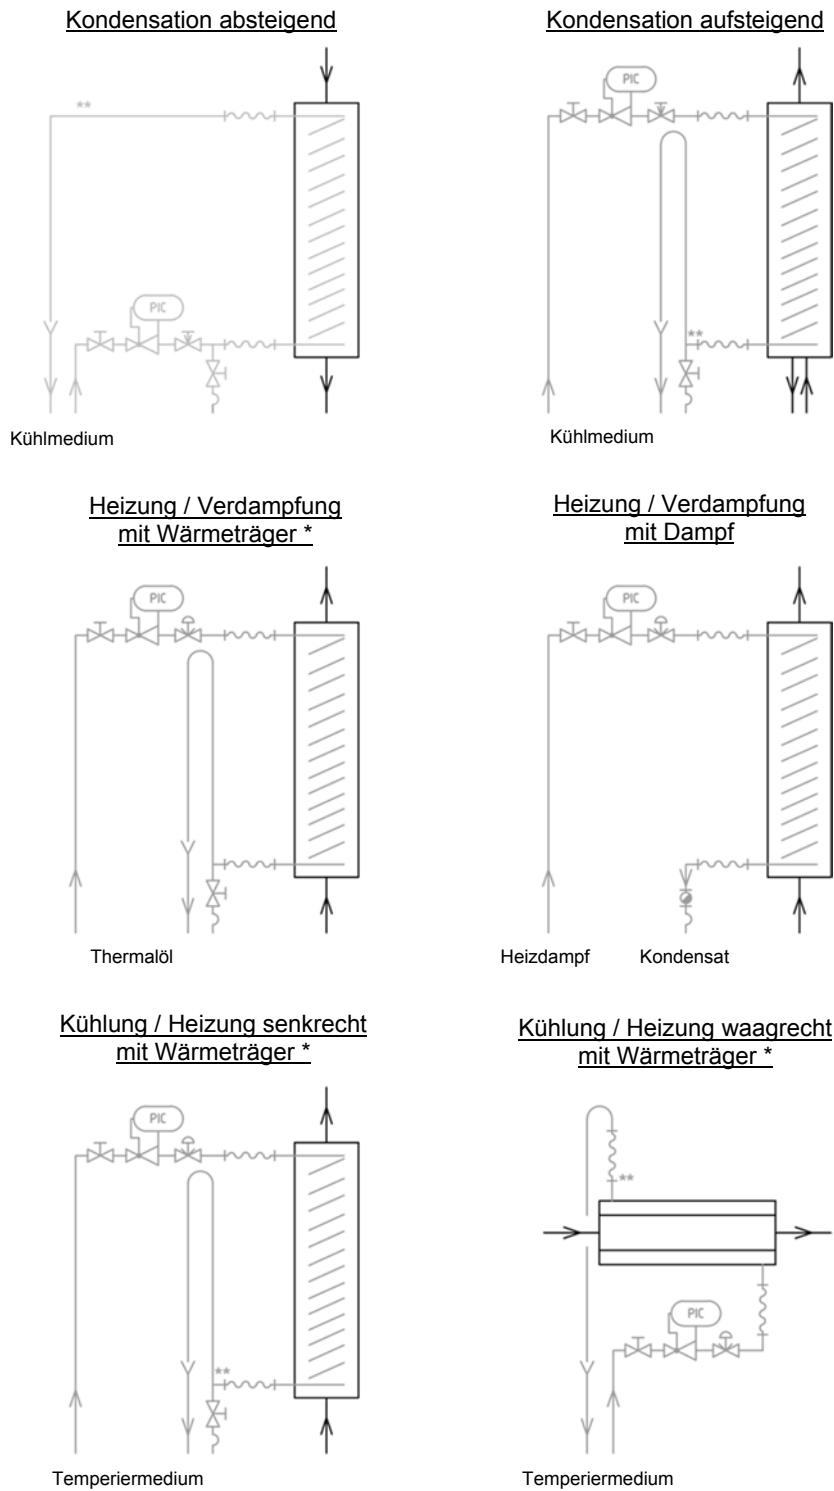 Kondensation absteigend
**
PIC
Kühlmedium
Kondensation aufsteigend
PIC
**
Kühlmedium
Heizung / Verdampfung
mit Wärmeträger *
PIC
Thermalöl
Heizung / Verdampfung
mit Dampf
PIC
Heizdampf
Kondensat
Kühlung / Heizung senkrecht
mit Wärmeträger *
PIC
**
Temperiermedium
Kühlung / Heizung waagrecht
mit Wärmeträger *
**
PIC
Temperiermedium